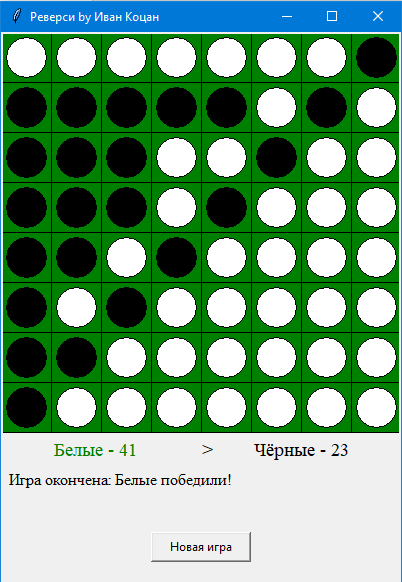 Реверси by Иван Коцан
Белые - 41 > Чёрные - 23
Игра окончена: Белые победили!
Новая игра